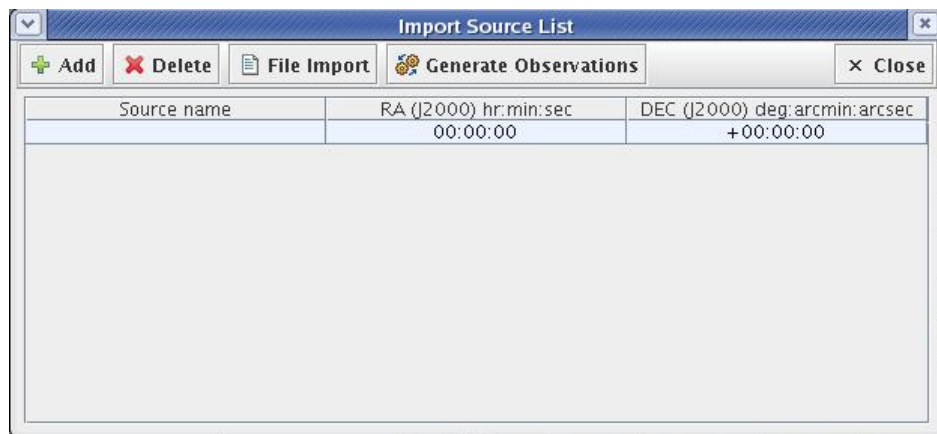 Import Source List
Add Delete File Import Generate Observations × Close
Source name RA (J2000) hr:min:sec DEC (J2000) deg:arcmin:arcsec
00:00:00 +00:00:00